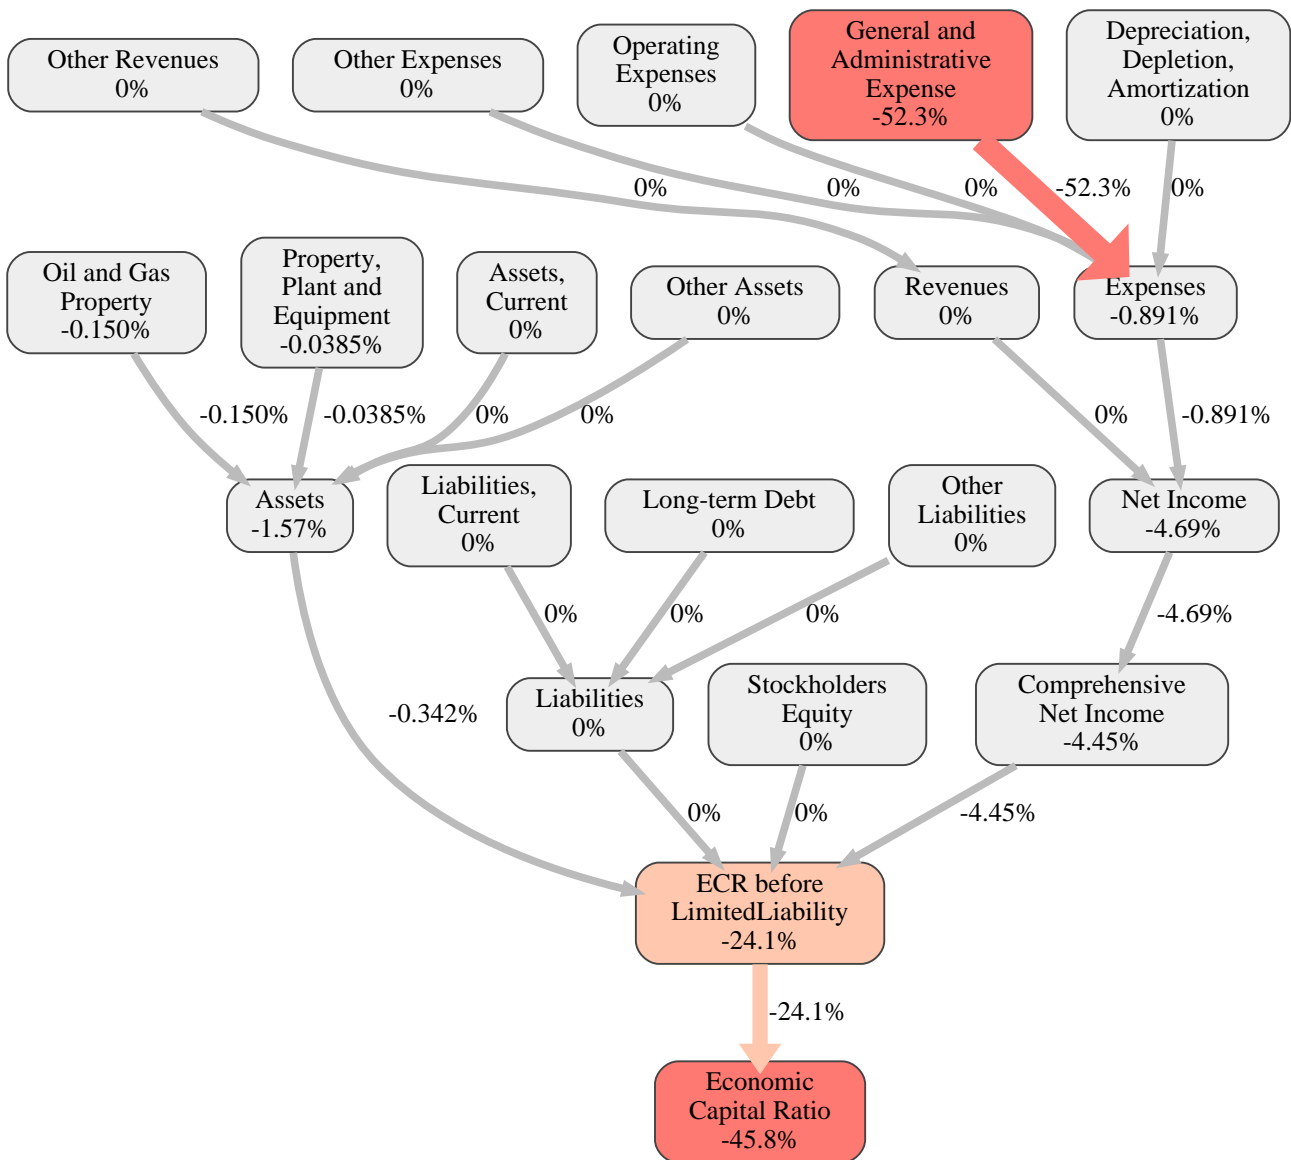 Other Revenues
0%
Other Expenses
0%
Operating
Expenses
0%
General and
Administrative
Expense
-52.3%
Depreciation,
Depletion,
Amortization
0%
0%
0%
0%
-52.3%
0%
Oil and Gas
Property
-0.150%
Property,
Plant and
Equipment
-0.0385%
Assets,
Current
0%
Other Assets
0%
Revenues
0%
Expenses
-0.891%
-0.150%
-0.0385%
0%
0%
0%
-0.891%
Assets
-1.57%
Liabilities,
Current
0%
Long-term Debt
0%
Other
Liabilities
0%
Net Income
-4.69%
0%
0%
0%
-4.69%
-0.342%
Liabilities
0%
Stockholders
Equity
0%
Comprehensive
Net Income
-4.45%
0%
0%
-4.45%
ECR before
LimitedLiability
-24.1%
-24.1%
Economic
Capital Ratio
-45.8%